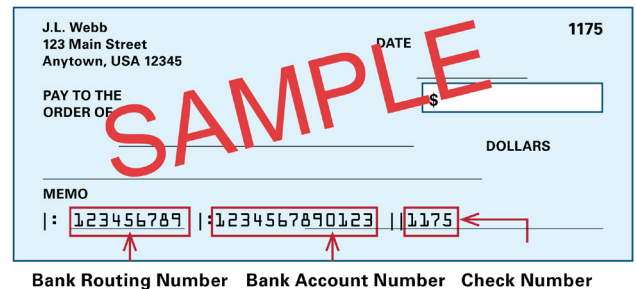 J.L. Webb
123 Main Street
Anytown, USA 12345
DATE
1175
SAMPLE
PAY TO THE
ORDER OF
$
DOLLARS
MEMO
|: 123456789 |:1234567890123 ||1175
Bank Routing Number Bank Account Number Check Number